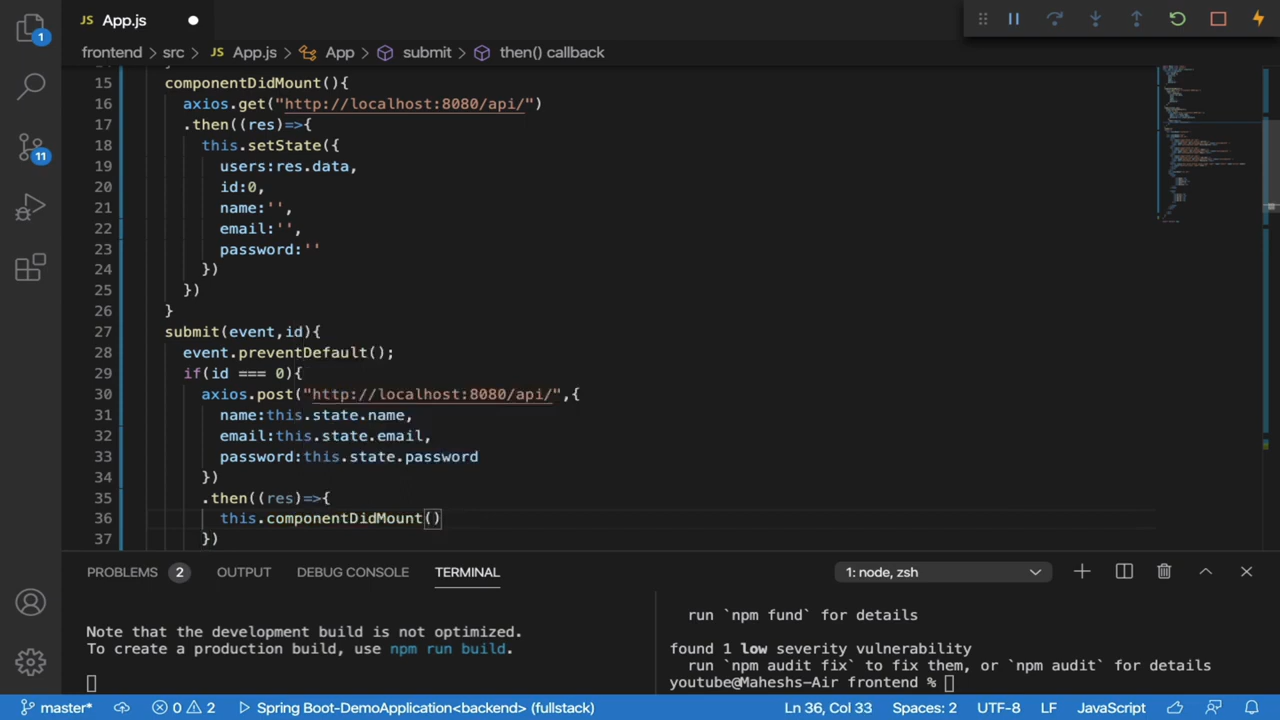 JS App.js
1
frontend > src > JS App.js > App > submit > then() callback
15 componentDidMount(){
16 axios.get("http://localhost:8080/api/")
17 .then((res)=>{
18 this.setState({
19 users:res.data,
20 id:0,
21 name:'',
22 email:'',
23 password:''
24 })
25 })
26 }
27 submit(event,id){
28 event.preventDefault();
29 if(id === 0){
30 axios.post("http://localhost:8080/api/",{
31 name:this.state.name,
32 email:this.state.email,
33 password:this.state.password
34 })
35 .then((res)=>{
36 this.componentDidMount()
37 })
11
PROBLEMS 2 OUTPUT DEBUG CONSOLE TERMINAL 1: node, zsh
Note that the development build is not optimized.
To create a production build, use npm run build.
run `npm fund` for details
found 1 low severity vulnerability
run `npm audit fix` to fix them, or `npm audit` for details
youtube@Maheshs-Air frontend %
master* 0 2 Spring Boot-DemoApplication<backend> (fullstack) Ln 36, Col 33 Spaces: 2 UTF-8 LF JavaScript